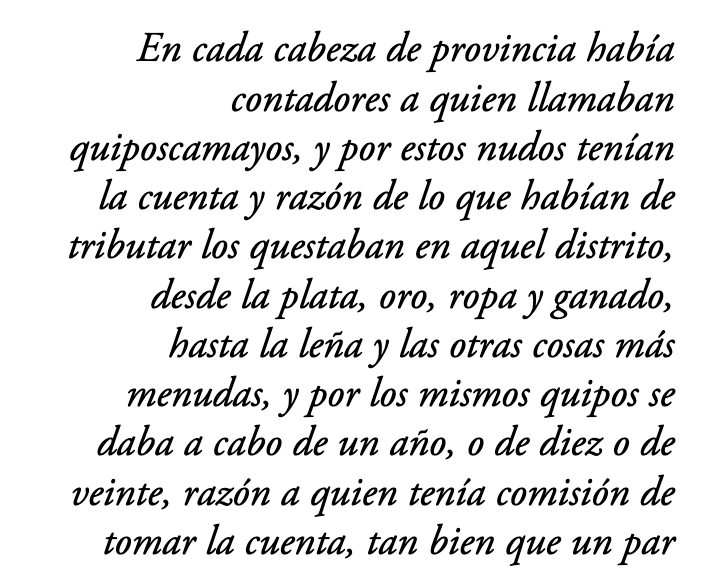 En cada cabeza de provincia había
contadores a quien llamaban
quiposcamayos, y por estos nudos tenían
la cuenta y razón de lo que habían de
tributar los questaban en aquel distrito,
desde la plata, oro, ropa y ganado,
hasta la leña y las otras cosas más
menudas, y por los mismos quipos se
daba a cabo de un año, o de diez o de
veinte, razón a quien tenía comisión de
tomar la cuenta, tan bien que un par